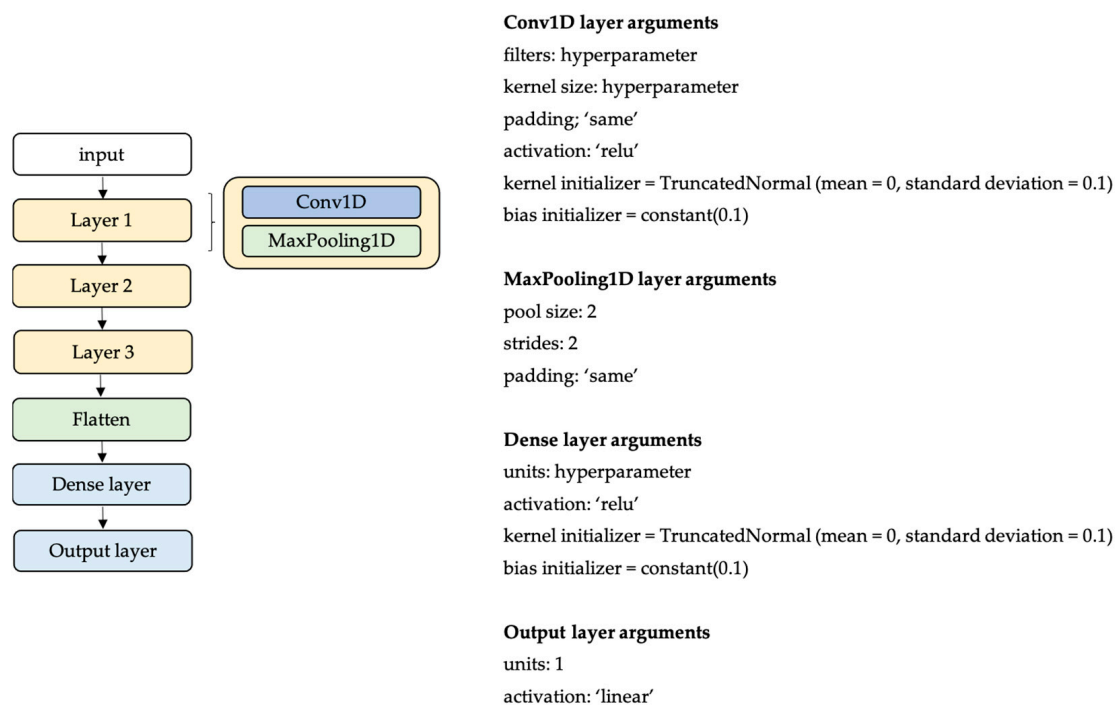 input
Layer 1
Layer 2
Layer 3
Flatten
Dense layer
Output layer
Conv1D
MaxPooling1D
Conv1D layer arguments
filters: hyperparameter
kernel size: hyperparameter
padding; ‘same’
activation: ‘relu’
kernel initializer = TruncatedNormal (mean = 0, standard deviation = 0.1)
bias initializer = constant(0.1)
MaxPooling1D layer arguments
pool size: 2
strides: 2
padding: ‘same’
Dense layer arguments
units: hyperparameter
activation: ‘relu’
kernel initializer = TruncatedNormal (mean = 0, standard deviation = 0.1)
bias initializer = constant(0.1)
Output layer arguments
units: 1
activation: ‘linear’